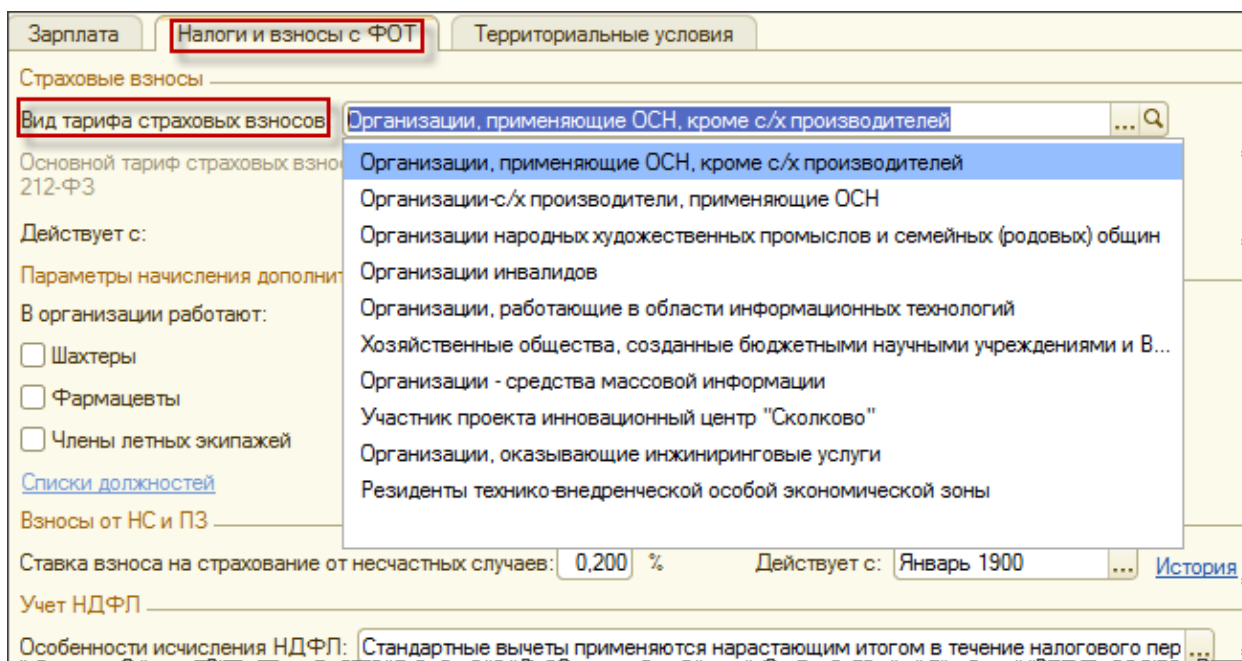 Зарплата Налоги и взносы с ФОТ Территориальные условия
Страховые взносы
Вид тарифа страховых взносов: Организации, применяющие ОСН, кроме с/х производителей ...
Основной тариф страховых
212-ФЗ
Организации, применяющие ОСН, кроме с/х производителей
Организации-с/х производители, применяющие ОСН
Действует с:
Организации народных художественных промыслов и семейных (родовых) общин
Параметры начисления
Организации инвалидов
В организации работают:
Организации, работающие в области информационных технологий
Шахтеры
Хозяйственные общества, созданные бюджетными научными учреждениями и В...
Фармацевты
Организации - средства массовой информации
Участник проекта инновационный центр "Сколково"
Члены летных экипажей
Организации, оказывающие инжиниринговые услуги
Списки должностей
Резиденты технико-внедренческой особой экономической зоны
Взносы от НС и ПЗ
Ставка взноса на страхование от несчастных случаев: 0,200 % Действует с: Январь 1900 ... История
Учет НДФЛ
Особенности исчисления НДФЛ: Стандартные вычеты применяются нарастающим итогом в течение налогового пер ...